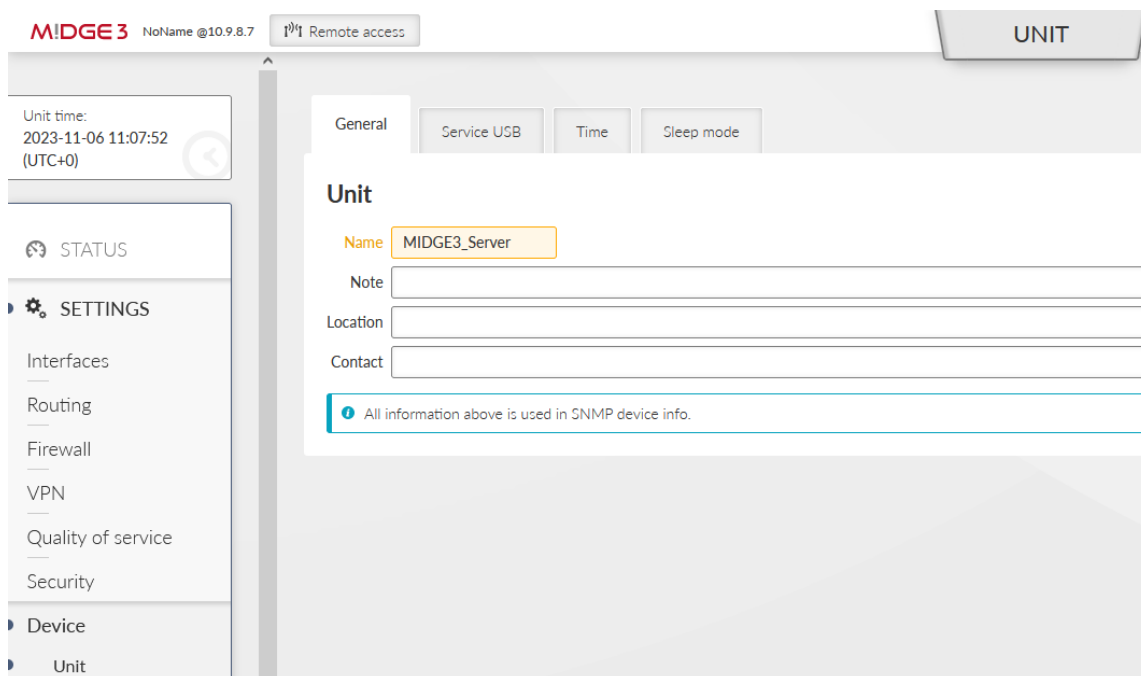 M!DGE 3 NoName @10.9.8.7 Remote access UNIT
Unit time:
2023-11-06 11:07:52
(UTC+0)
STATUS
SETTINGS
Interfaces
Routing
Firewall
VPN
Quality of service
Security
Device
Unit
General Service USB Time Sleep mode
Unit
Name MIDGE3_Server
Note
Location
Contact
All information above is used in SNMP device info.